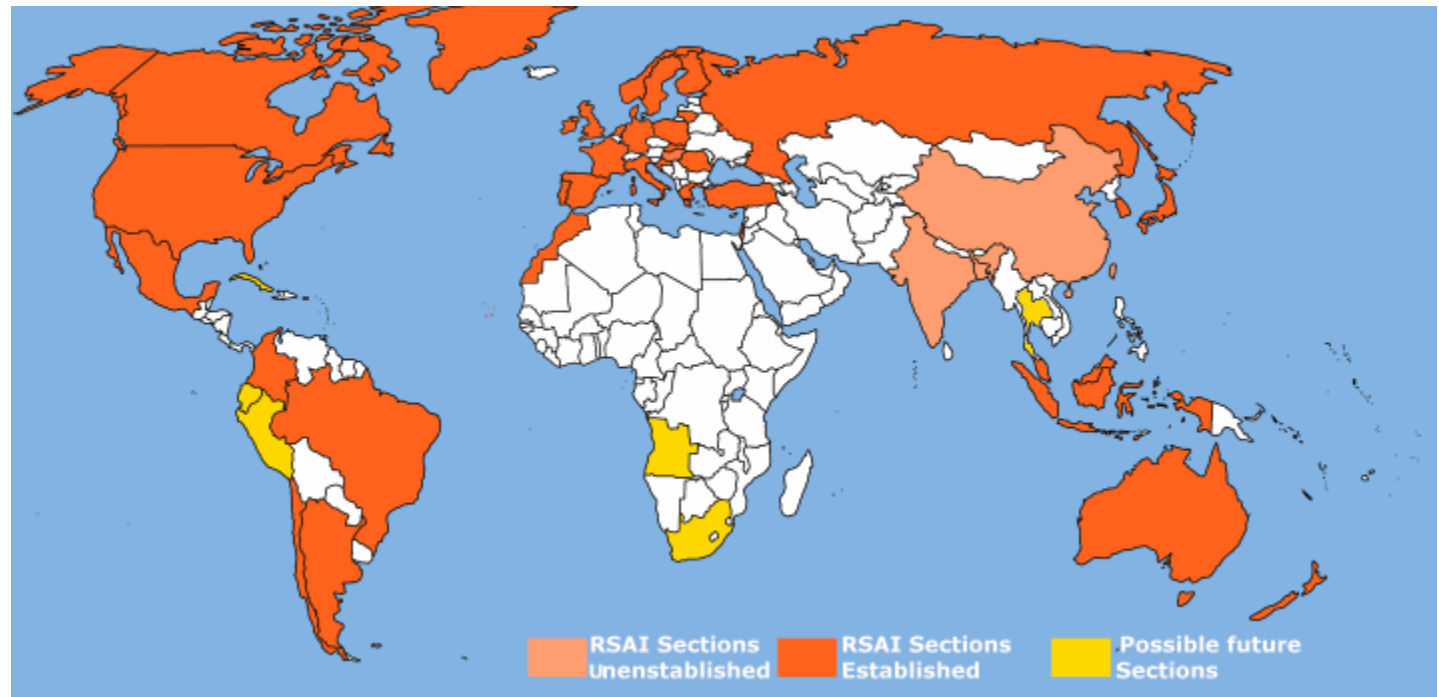 RSAI Sections
Unenstablished
RSAI Sections
Established
.Possible future
Sections